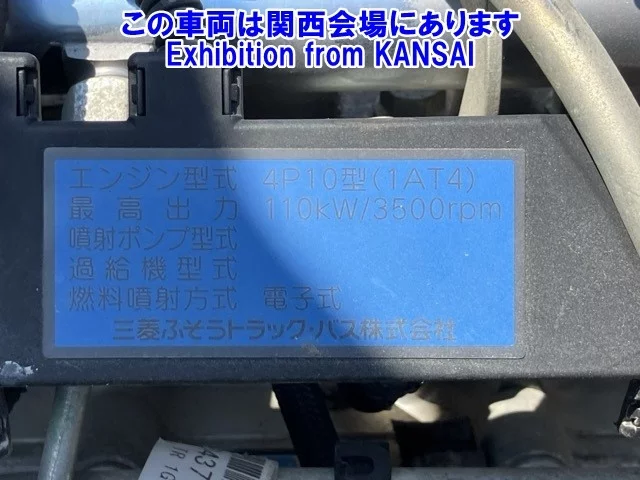 この車両は関西会場にあります
Exhibition from KANSAI
エンジン型式 4P10型(1AT4)
最高出力 110kW/3500rpm
噴射ポンプ型式
過給機型式
燃料噴射方式 電子式
三菱ふそうトラック・バス株式会社